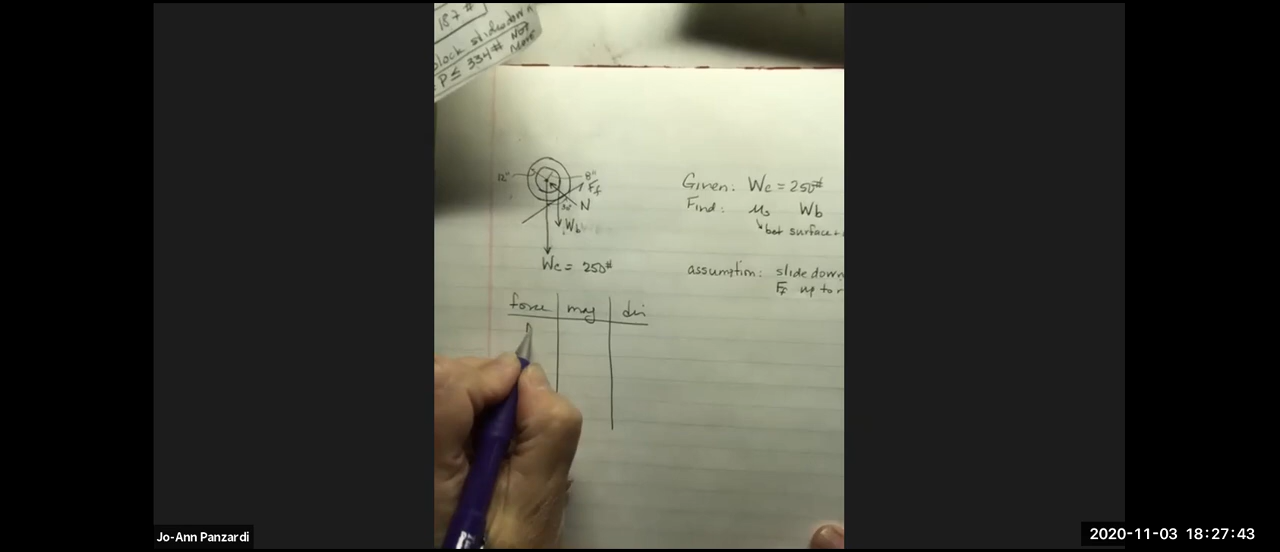 187 #
block slides down
P ≤ 334# Not
more
12"
8"
Ff
N
Wb
Wc = 250#
Given: Wc = 250#
Find: μs Wb
bet surface +
assumption: slide down
Ff up to r
force mag dir
Jo-Ann Panzardi
2020-11-03 18:27:43